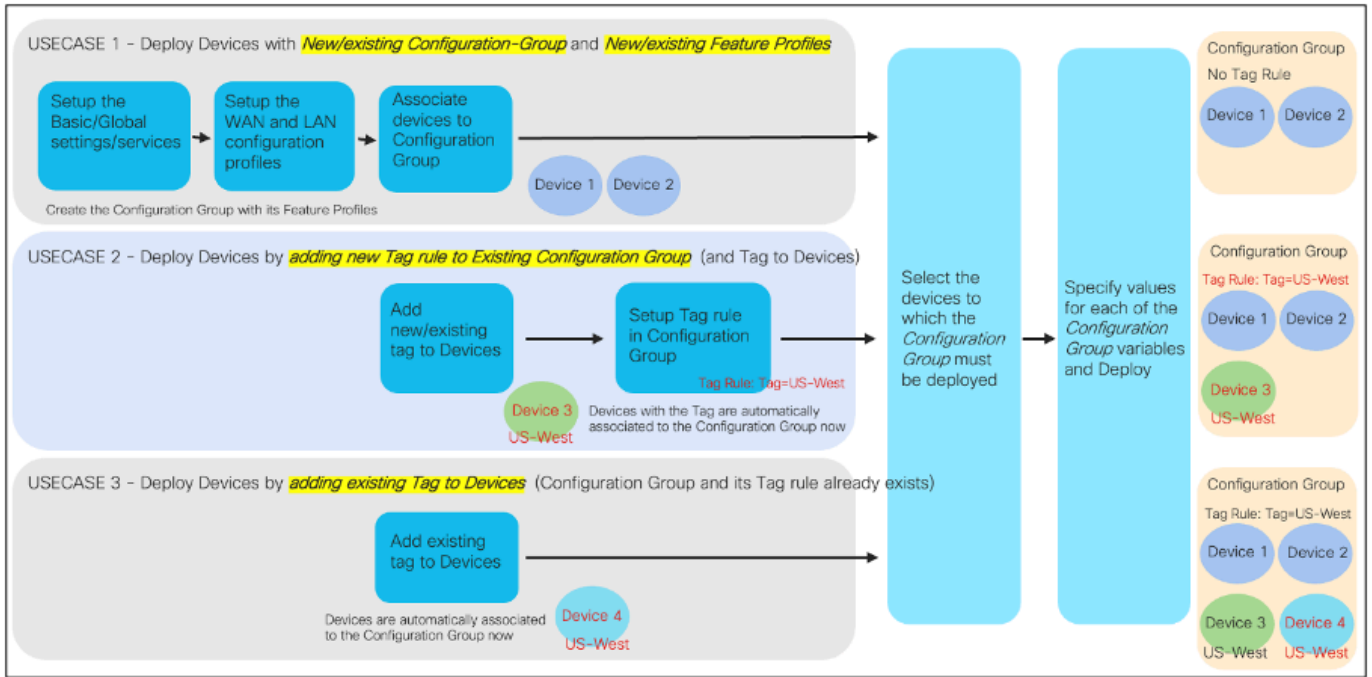 USECASE 1 - Deploy Devices with New/existing Configuration-Group and New/existing Feature Profiles
Setup the
Basic/Global
settings/services
Setup the
WAN and LAN
configuration
profiles
Associate
devices to
Configuration
Group
Device 1
Device 2
Create the Configuration Group with its Feature Profiles
USECASE 2 - Deploy Devices by adding new Tag rule to Existing Configuration Group (and Tag to Devices)
Add
new/existing
tag to Devices
Setup Tag rule
in Configuration
Group
Tag Rule: Tag=US-West
Device 3
US-West
Devices with the Tag are automatically
associated to the Configuration Group now
USECASE 3 - Deploy Devices by adding existing Tag to Devices (Configuration Group and its Tag rule already exists)
Add existing
tag to Devices
Devices are automatically associated
to the Configuration Group now
Device 4
US-West
Select the
devices to
which the
Configuration
Group must
be deployed
Specify values
for each of the
Configuration
Group variables
and Deploy
Configuration Group
No Tag Rule
Device 1
Device 2
Configuration Group
Tag Rule: Tag=US-West
Device 1
Device 2
Device 3
US-West
Configuration Group
Tag Rule: Tag=US-West
Device 1
Device 2
Device 3
Device 4
US-West
US-West